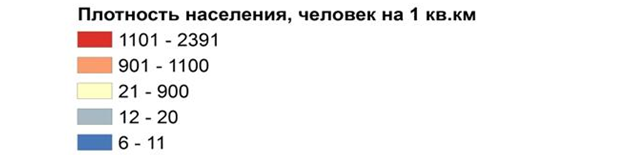 Плотность населения, человек на 1 кв.км
1101 - 2391
901 - 1100
21 - 900
12 - 20
6 - 11